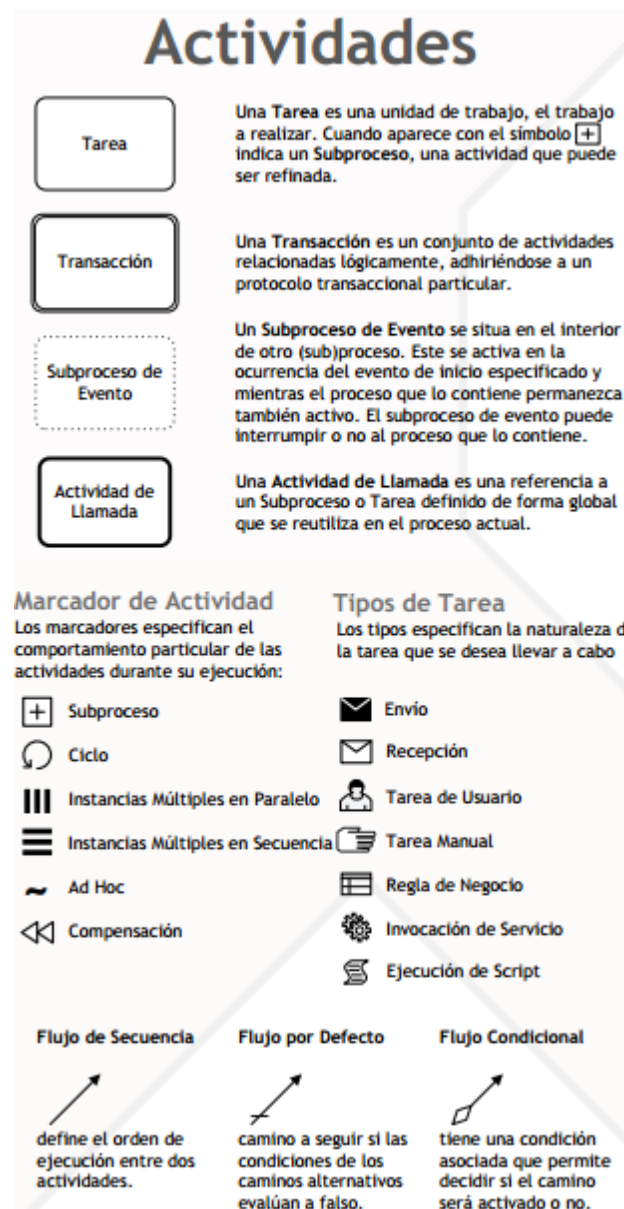 Actividades
Tarea
Una Tarea es una unidad de trabajo, el trabajo
a realizar. Cuando aparece con el símbolo
indica un Subproceso, una actividad que puede
ser refinada.
Transacción
Una Transacción es un conjunto de actividades
relacionadas lógicamente, adhiriéndose a un
protocolo transaccional particular.
Subproceso de
Evento
Un Subproceso de Evento se situa en el interior
de otro (sub)proceso. Este se activa en la
ocurrencia del evento de inicio especificado y
mientras el proceso que lo contiene permanezca
también activo. El subproceso de evento puede
interrumpir o no al proceso que lo contiene.
Actividad de
Llamada
Una Actividad de Llamada es una referencia a
un Subproceso o Tarea definido de forma global
que se reutiliza en el proceso actual.
Marcador de Actividad
Los marcadores especifican el
comportamiento particular de las
actividades durante su ejecución:
Subproceso
Ciclo
Instancias Múltiples en Paralelo
Instancias Múltiples en Secuencia
Ad Hoc
Compensación
Tipos de Tarea
Los tipos especifican la naturaleza d
la tarea que se desea llevar a cabo
Envío
Recepción
Tarea de Usuario
Tarea Manual
Regla de Negocio
Invocación de Servicio
Ejecución de Script
Flujo de Secuencia
define el orden de
ejecución entre dos
actividades.
Flujo por Defecto
camino a seguir si las
condiciones de los
caminos alternativos
evalúan a falso.
Flujo Condicional
tiene una condición
asociada que permite
decidir si el camino
será activado o no.